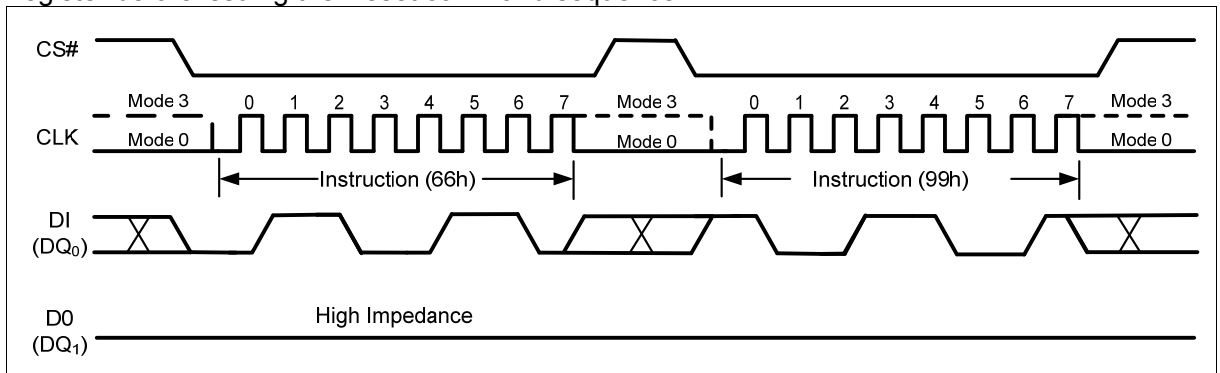 CS#
Mode 3 0 1 2 3 4 5 6 7 Mode 3 0 1 2 3 4 5 6 7 Mode 3
CLK
Mode 0 Mode 0 Mode 0
Instruction (66h) Instruction (99h)
DI
(DQ0)
D0 High Impedance
(DQ1)